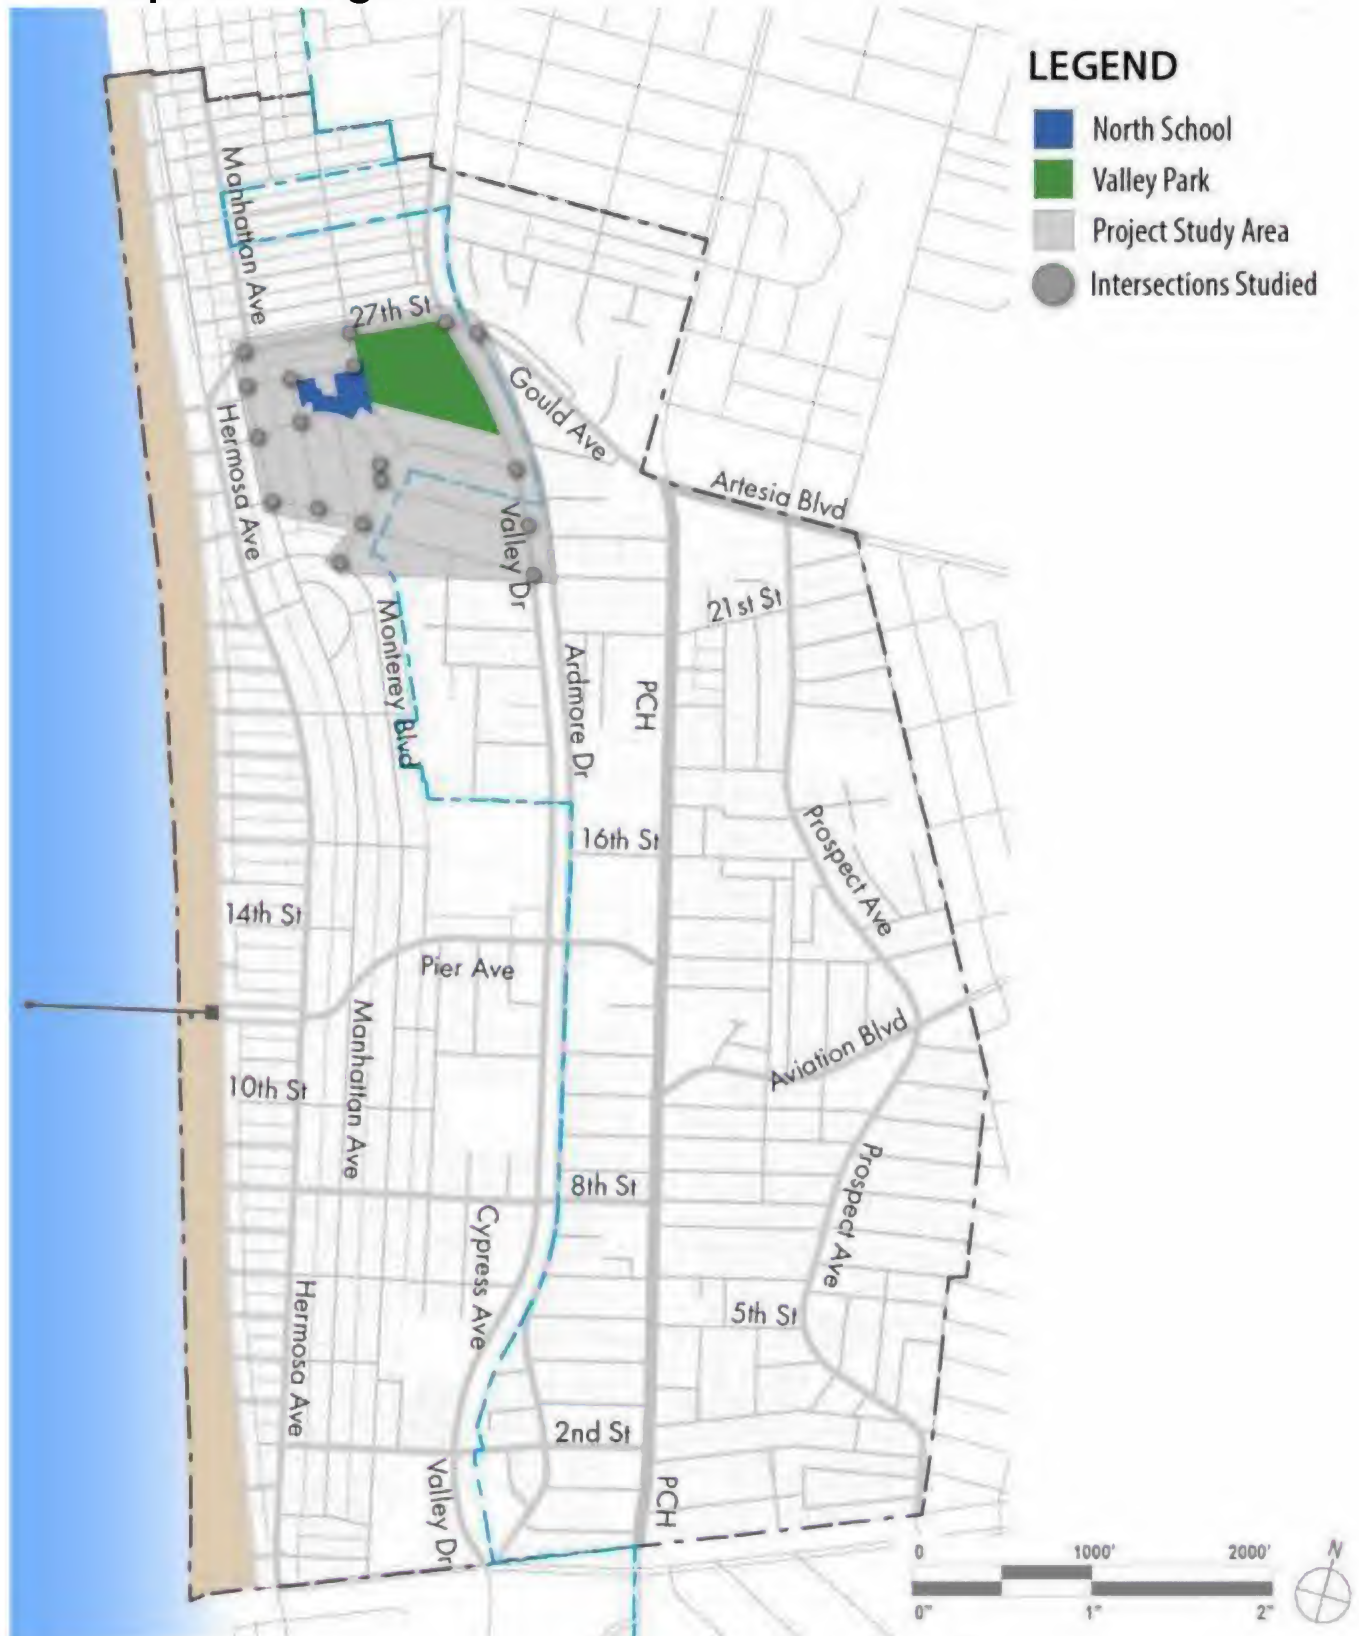 LEGEND
North School
Valley Park
Project Study Area
Intersections Studied
Manhattan Ave
27th St
Gould Ave
Hermosa Ave
Artesia Blvd
Valley Dr
21st St
Monterey Blvd
Ardmore Dr
PCH
16th St
Prospect Ave
14th St
Pier Ave
Manhattan Ave
Aviation Blvd
10th St
8th St
Prospect Ave
Cypress Ave
5th St
Hermosa Ave
2nd St
Valley Dr
PCH
0 1000' 2000'
0" 1" 2"
N